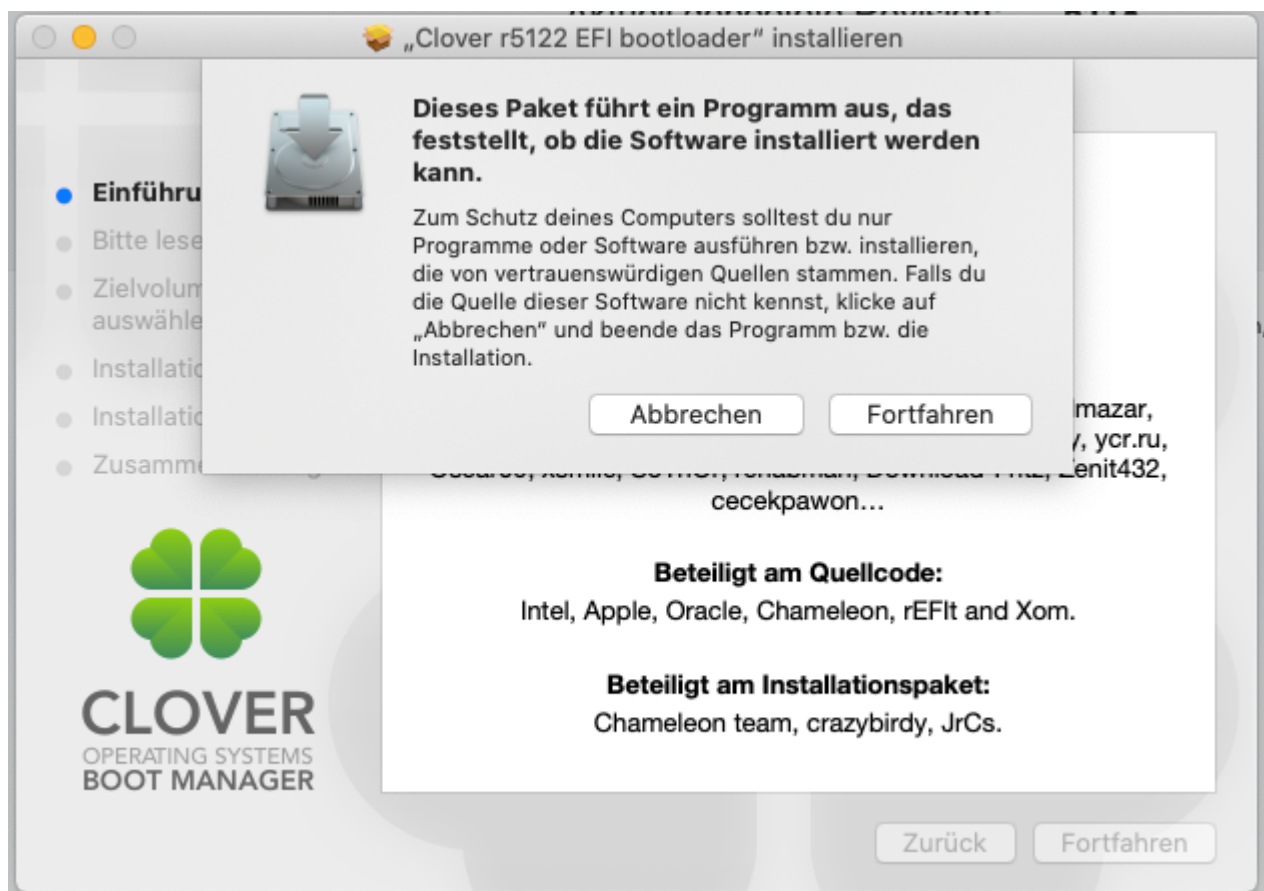 „Clover r5122 EFI bootloader“ installieren
Dieses Paket führt ein Programm aus, das
feststellt, ob die Software installiert werden
kann.
Zum Schutz deines Computers solltest du nur
Programme oder Software ausführen bzw. installieren,
die von vertrauenswürdigen Quellen stammen. Falls du
die Quelle dieser Software nicht kennst, klicke auf
„Abbrechen“ und beende das Programm bzw. die
Installation.
Abbrechen
Fortfahren
Einführu
Bitte lese
Zielvolum
auswähle
Installatio
Installatio
Zusamme
mazar,
ycr.ru,
Zenit432,
cecekpawon...
Beteiligt am Quellcode:
Intel, Apple, Oracle, Chameleon, rEFIt and Xom.
Beteiligt am Installationspaket:
Chameleon team, crazybirdy, JrCs.
CLOVER
OPERATING SYSTEMS
BOOT MANAGER
Zurück
Fortfahren